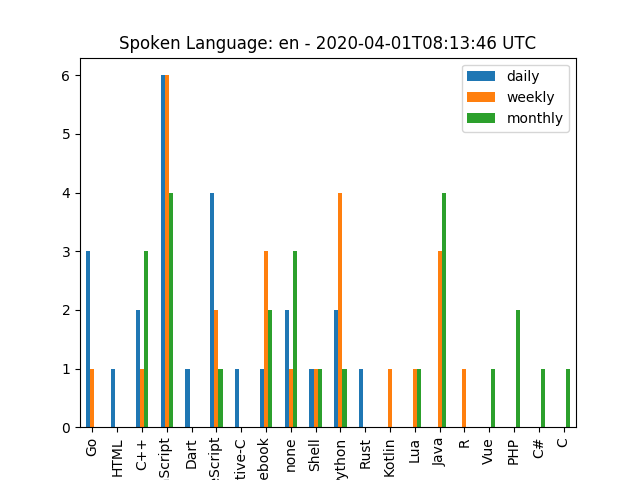 Spoken Language: en - 2020-04-01T08:13:46 UTC
daily
weekly
monthly
6
5
4
3
2
1
0
Go
HTML
C++
Script
Dart
eScript
tive-C
ebook
none
Shell
ython
Rust
Kotlin
Lua
Java
R
Vue
PHP
C#
C